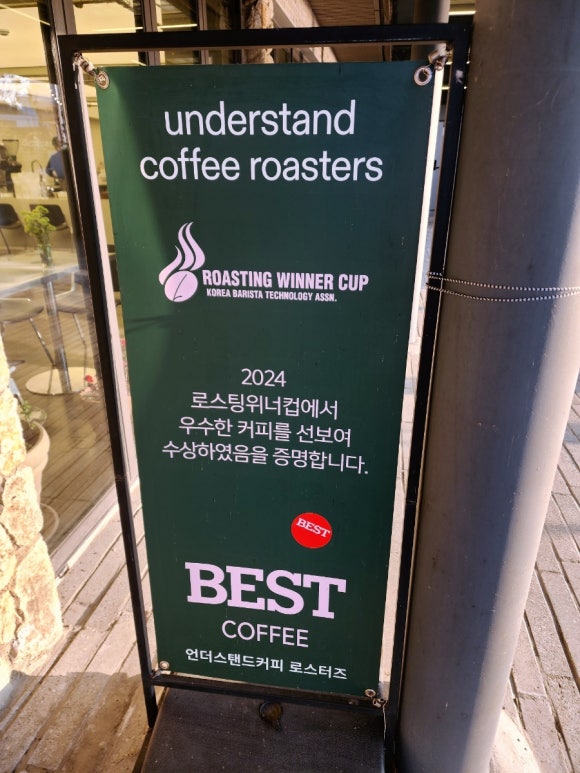 understand
coffee roasters
ROASTING WINNER CUP
KOREA BARISTA TECHNOLOGY ASSN.
2024
로스팅위너컵에서
우수한 커피를 선보여
수상하였음을 증명합니다.
BEST
BEST
COFFEE
언더스탠드커피 로스터즈